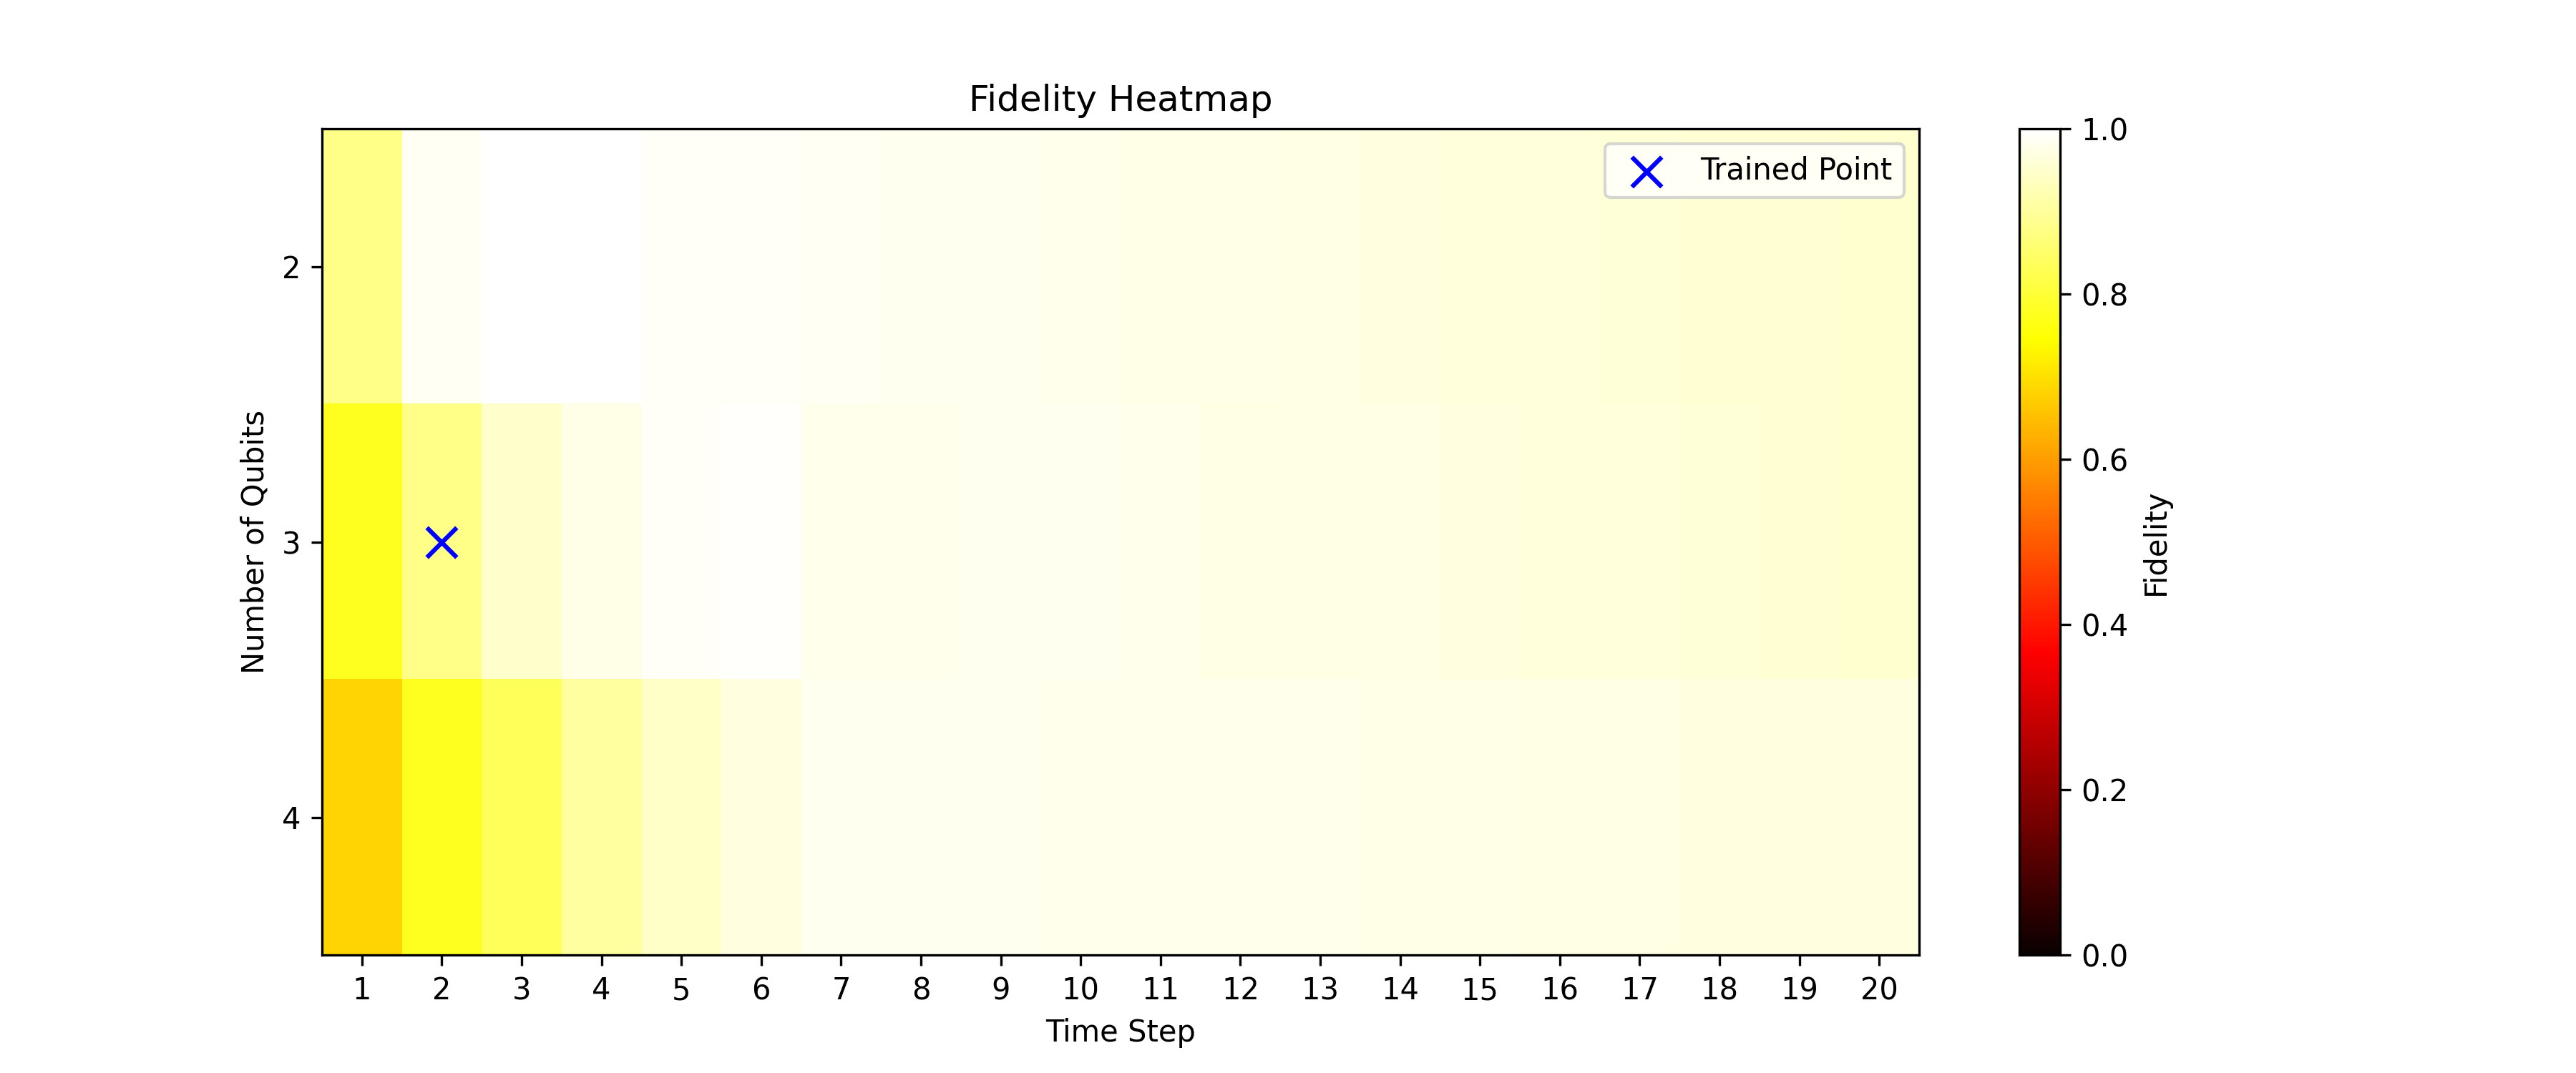 Fidelity Heatmap
Trained Point
Number of Qubits
2
3
4
1 2 3 4 5 6 7 8 9 10 11 12 13 14 15 16 17 18 19 20
Time Step
1.0
0.8
0.6
0.4
0.2
0.0
Fidelity